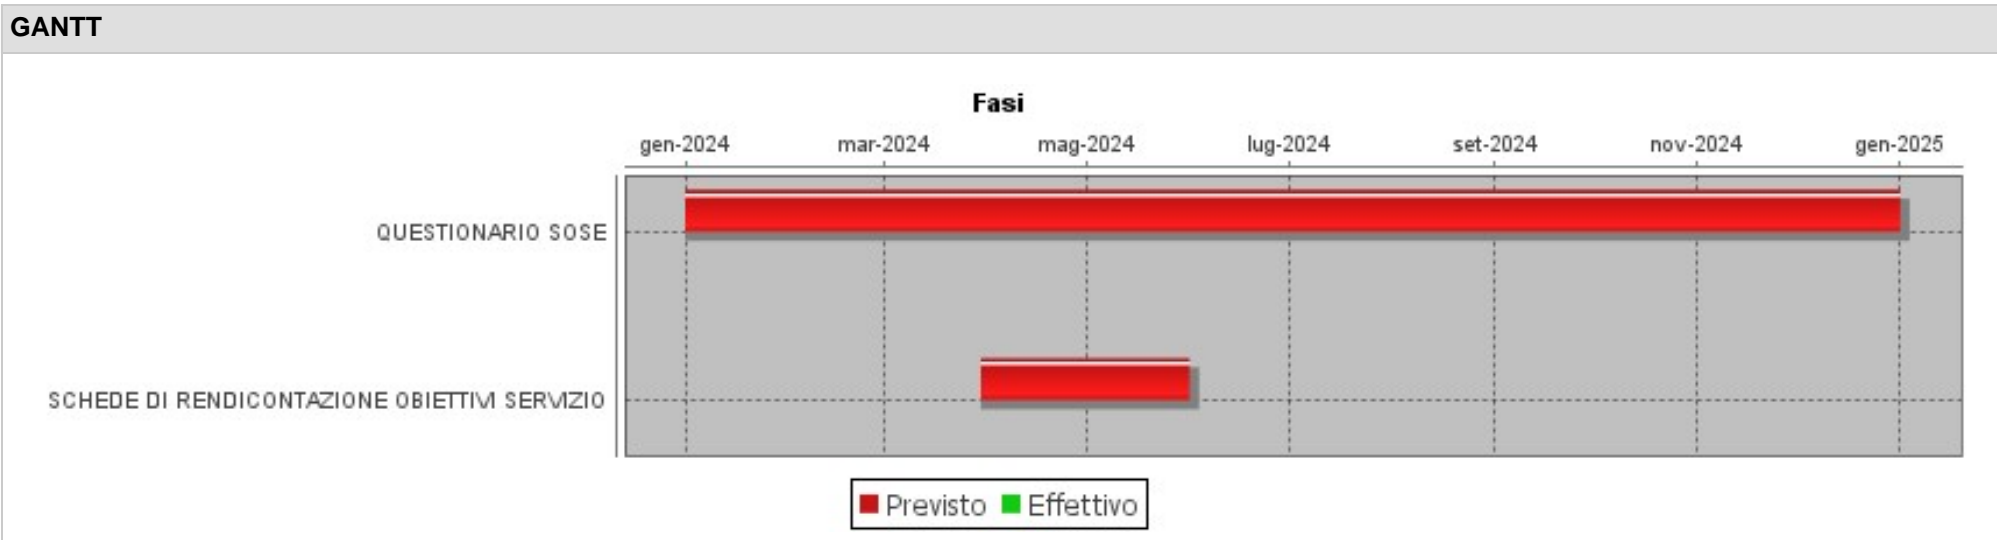 GANTT
Fasi
gen-2024 mar-2024 mag-2024 lug-2024 set-2024 nov-2024 gen-2025
QUESTIONARIO SOSE
SCHEDE DI RENDICONTAZIONE OBIETTIVI SERVIZIO
Previsto Effettivo